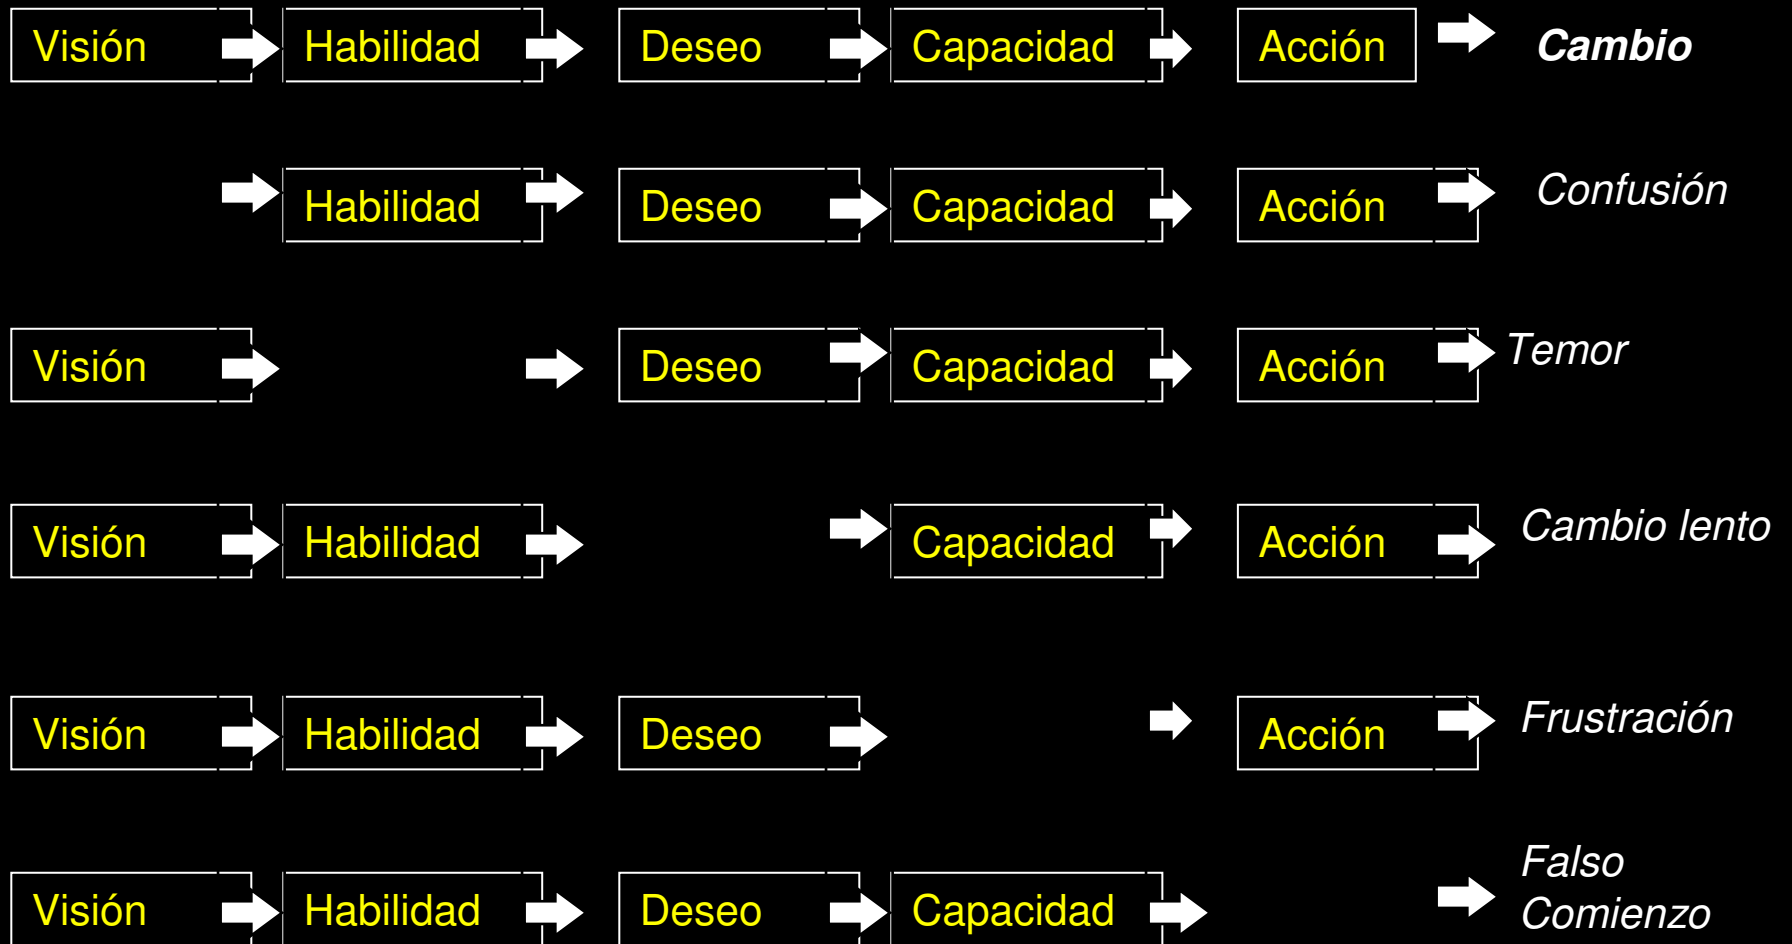 Visión Habilidad Deseo Capacidad Acción Cambio
Habilidad Deseo Capacidad Acción Confusión
Visión Deseo Capacidad Acción Temor
Visión Habilidad Capacidad Acción Cambio lento
Visión Habilidad Deseo Acción Frustración
Visión Habilidad Deseo Capacidad Falso
Comienzo